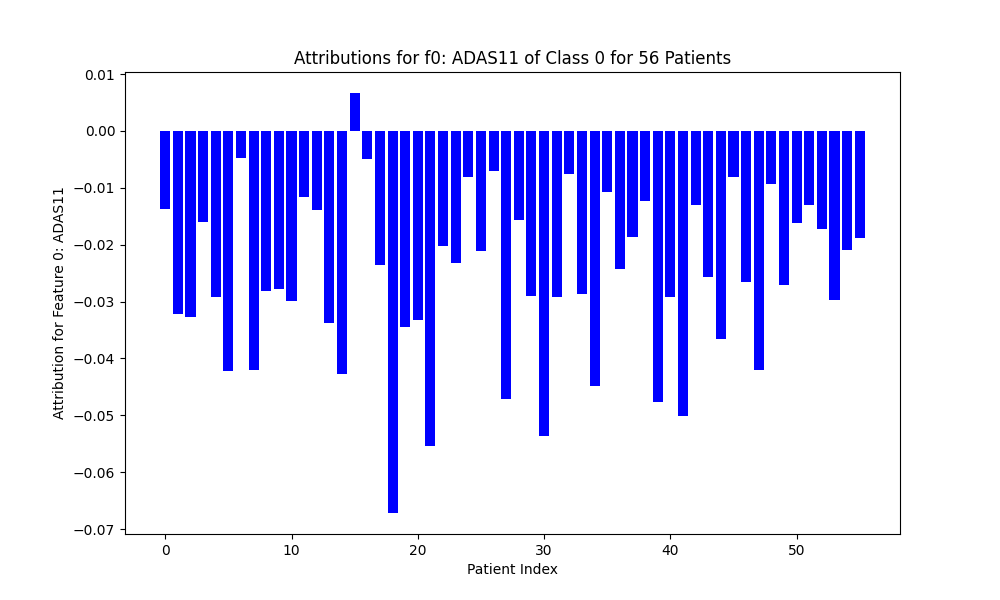 Attributions for f0: ADAS11 of Class 0 for 56 Patients
0.01
0.00
−0.01
−0.02
−0.03
−0.04
−0.05
−0.06
−0.07
Attribution for Feature 0: ADAS11
0 10 20 30 40 50
Patient Index